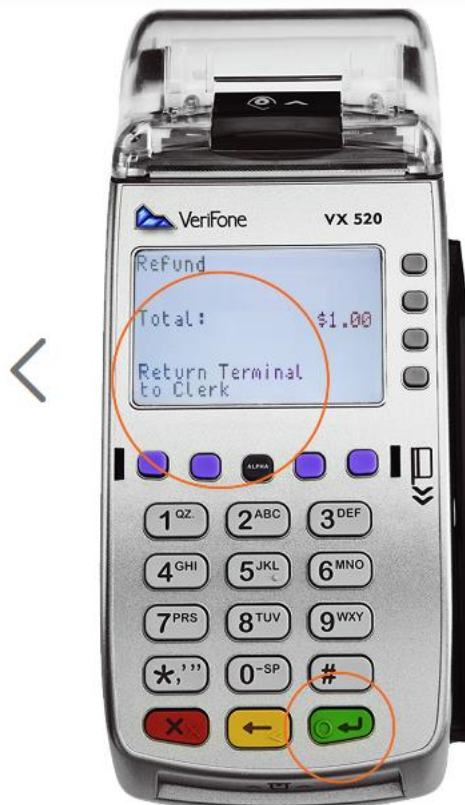 VeriFone VX 520
Refund
Total: $1.00
Return Terminal
to Clerk
ALPHA
1 QZ. 2 ABC 3 DEF
4 GHI 5 JKL 6 MNO
7 PRS 8 TUV 9 WXY
*,'" 0 -SP #